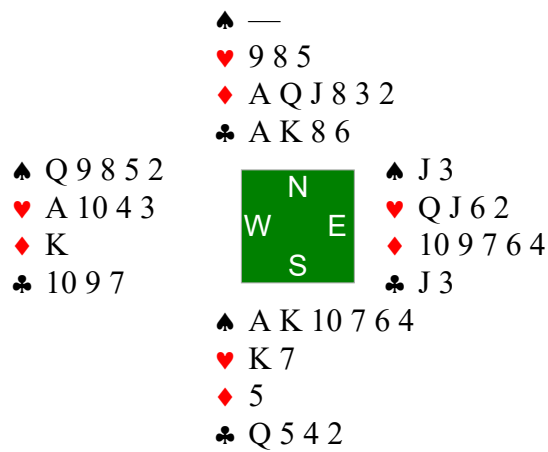 ♠ —
♥ 9 8 5
♦ A Q J 8 3 2
♣ A K 8 6
♠ Q 9 8 5 2
♥ A 10 4 3
♦ K
♣ 10 9 7
N
W E
S
♠ J 3
♥ Q J 6 2
♦ 10 9 7 6 4
♣ J 3
♠ A K 10 7 6 4
♥ K 7
♦ 5
♣ Q 5 4 2